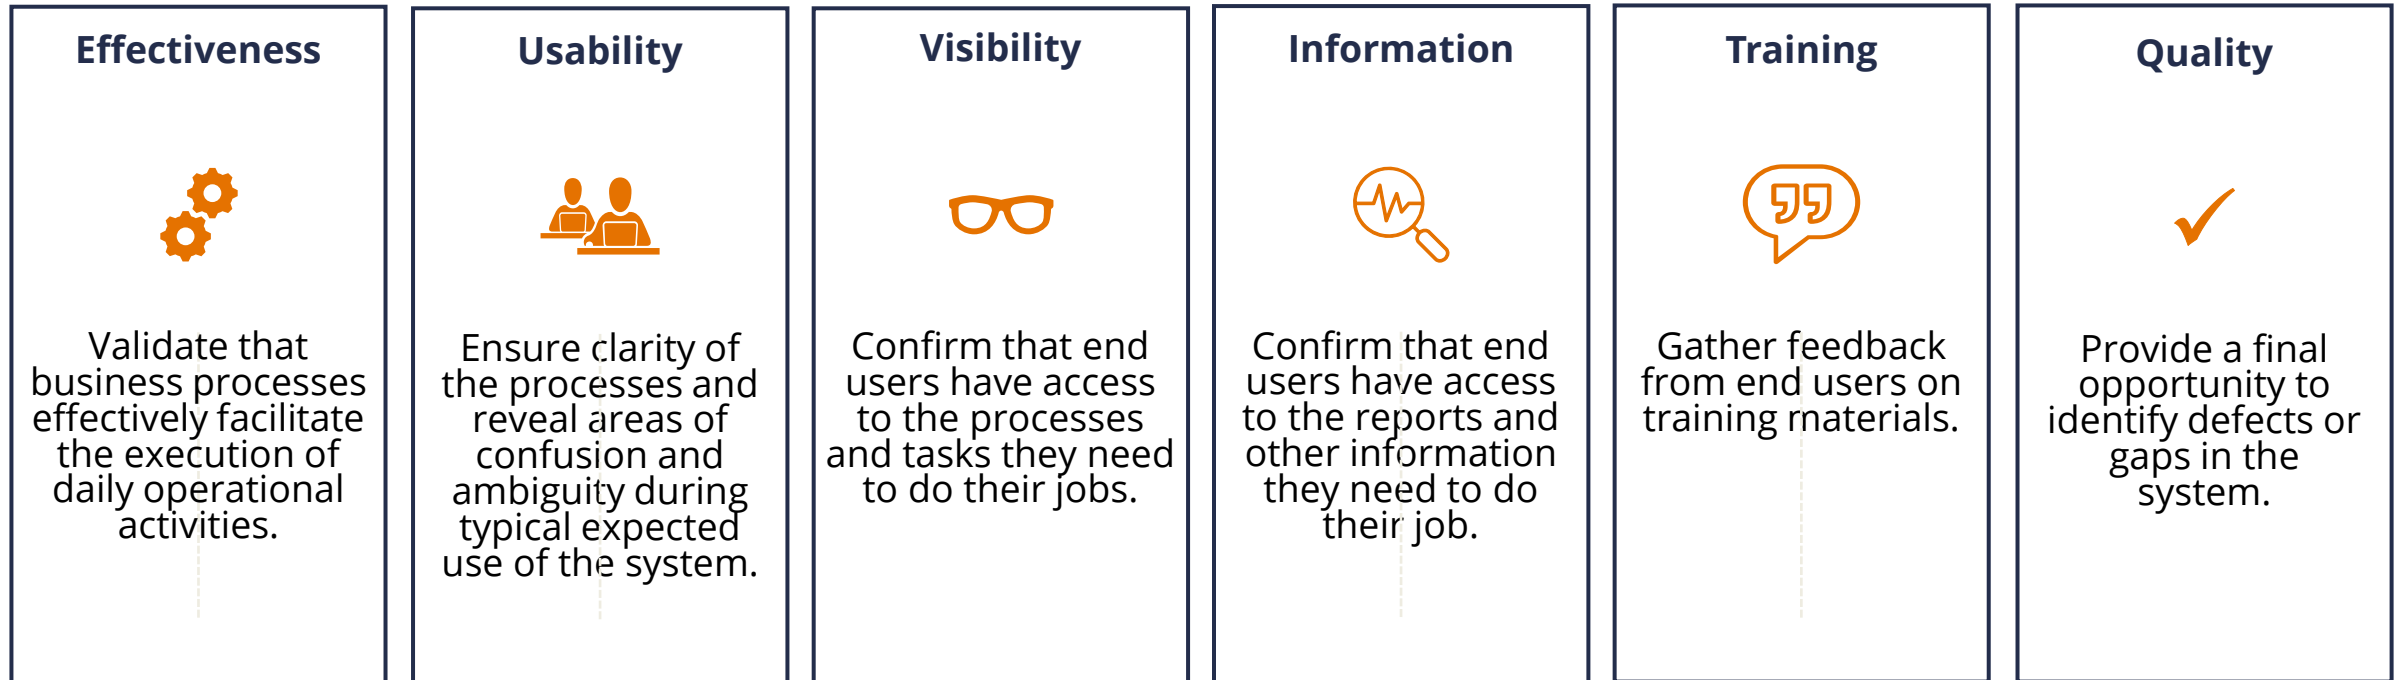 Effectiveness
Validate that
business processes
effectively facilitate
the execution of
daily operational
activities.
Usability
Ensure clarity of
the processes and
reveal areas of
confusion and
ambiguity during
typical expected
use of the system.
Visibility
Confirm that end
users have access
to the processes
and tasks they need
to do their jobs.
Information
Confirm that end
users have access
to the reports and
other information
they need to do
their job.
Training
Gather feedback
from end users on
training materials.
Quality
Provide a final
opportunity to
identify defects or
gaps in the
system.